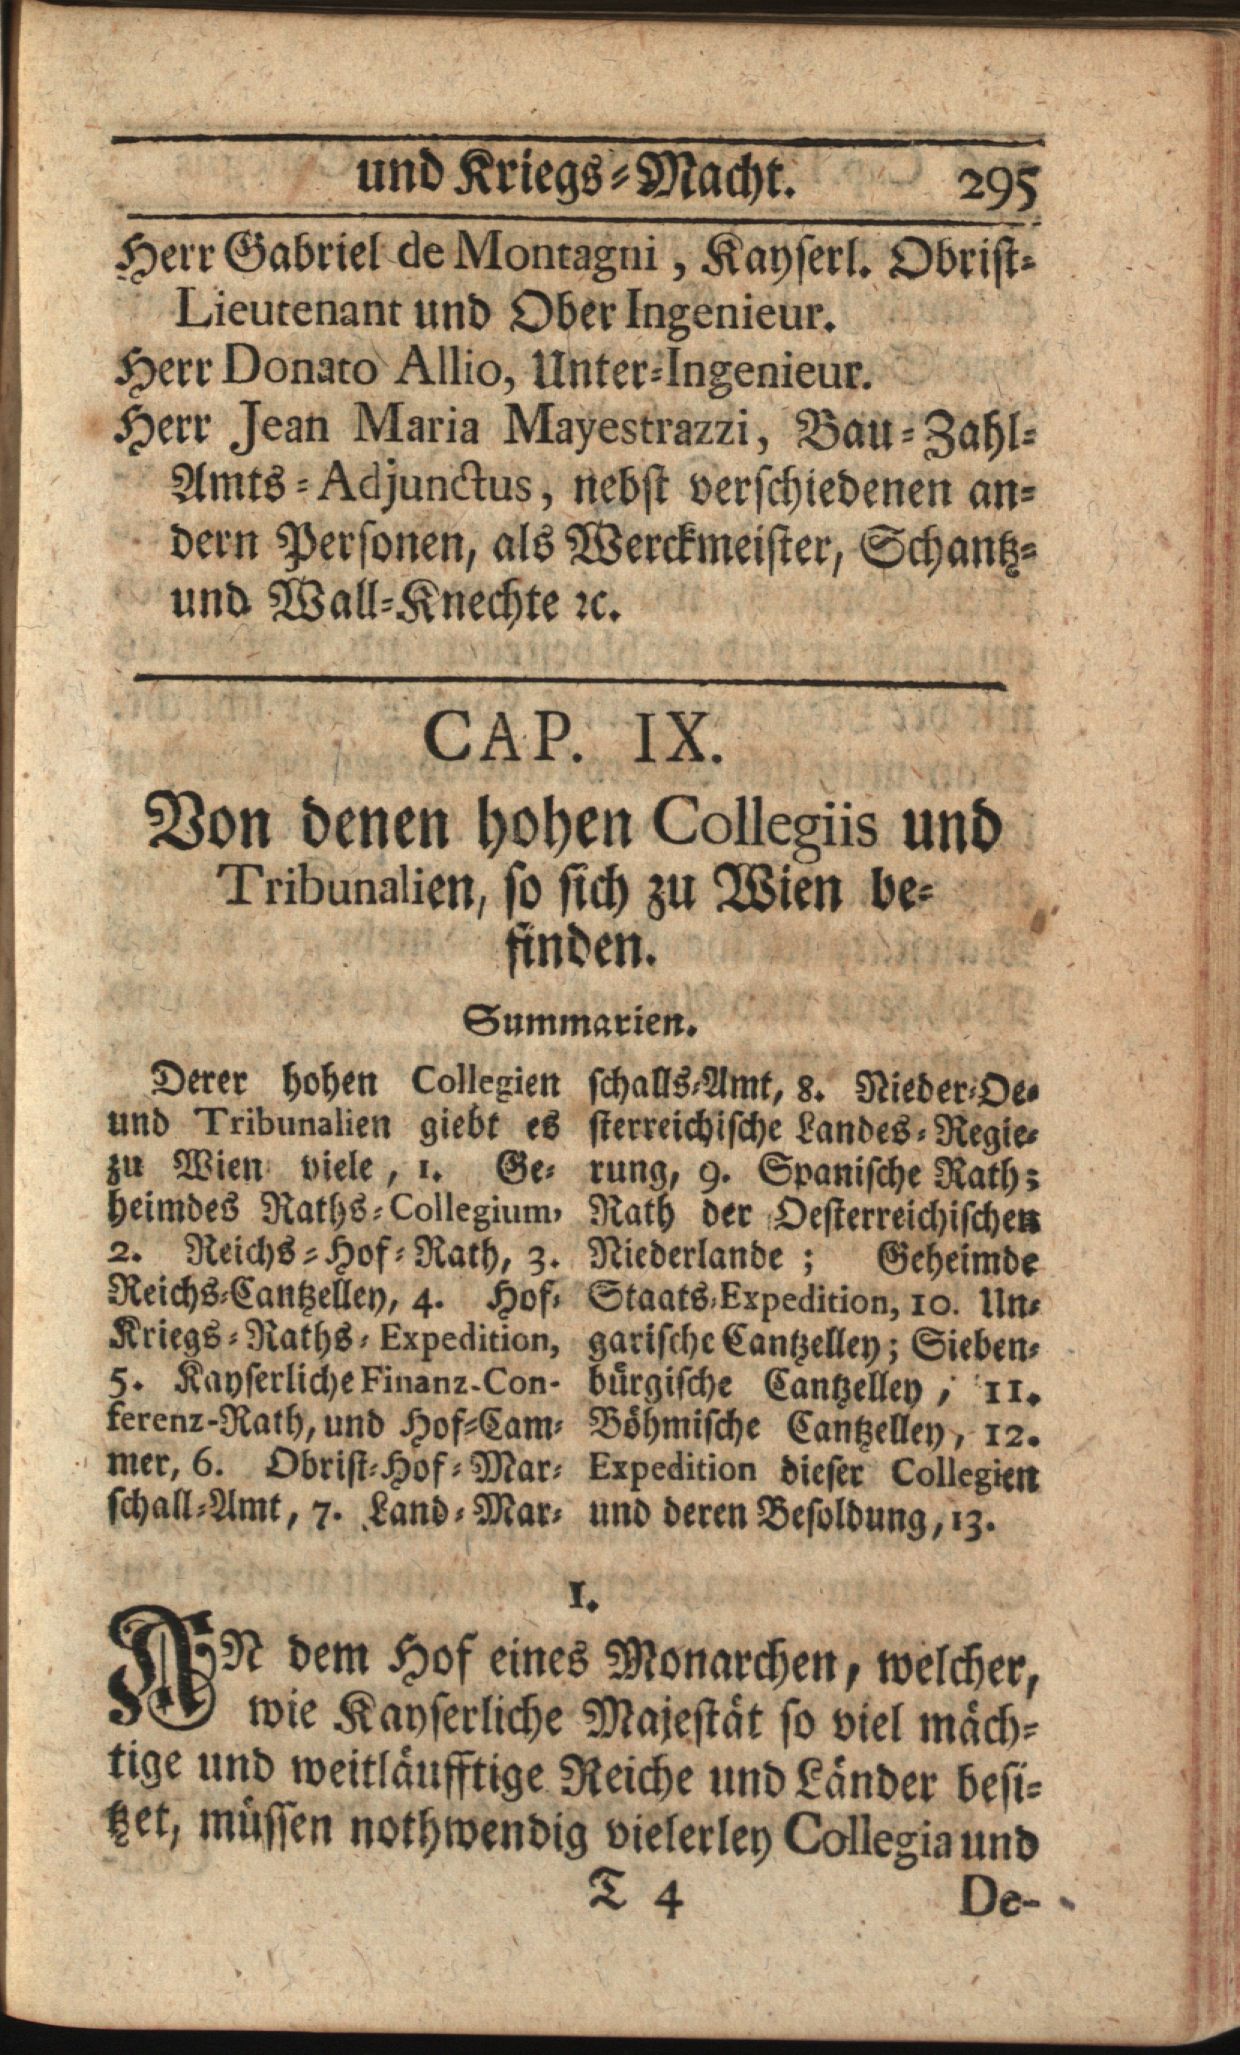 und Kriegs-Macht. 295
Herr Gabriel de Montagni, Kayserl. Obrist-
Lieutenant und Ober Ingenieur.
Herr Donato Allio, Unter-Ingenieur.
Herr Jean Maria Mayestrazzi, Bau-Zahl-
Amts-Adjunctus, nebst verschiedenen an-
dern Personen, als Werckmeister, Schantz-
und Wall-Knechte ꝛc.
CAP. IX.
Von denen hohen Collegiis und
Tribunalien, so sich zu Wien be-
finden.
Summarien.
Derer hohen Collegien
und Tribunalien giebt es
zu Wien viele, 1. Ge-
heimdes Raths-Collegium,
2. Reichs-Hof-Rath, 3.
Reichs-Cantzelley, 4. Hof-
Kriegs-Raths-Expedition,
5. Kayserliche Finanz-Con-
ferenz-Rath, und Hof-Cam-
mer, 6. Obrist-Hof-Mar-
schall-Amt, 7. Land-Mar-
schalls-Amt, 8. Nieder-Oe-
sterreichische Landes-Regie-
rung, 9. Spanische Rath;
Rath der Oesterreichischen
Niederlande; Geheimde
Staats-Expedition, 10. Un-
garische Cantzelley; Sieben-
bürgische Cantzelley, 11.
Böhmische Cantzelley, 12.
Expedition dieser Collegien
und deren Besoldung, 13.
1.
AN dem Hof eines Monarchen, welcher,
wie Kayserliche Majestät so viel mäch-
tige und weitläufftige Reiche und Länder besi-
tzet, müssen nothwendig vielerley Collegia und
T 4 De-